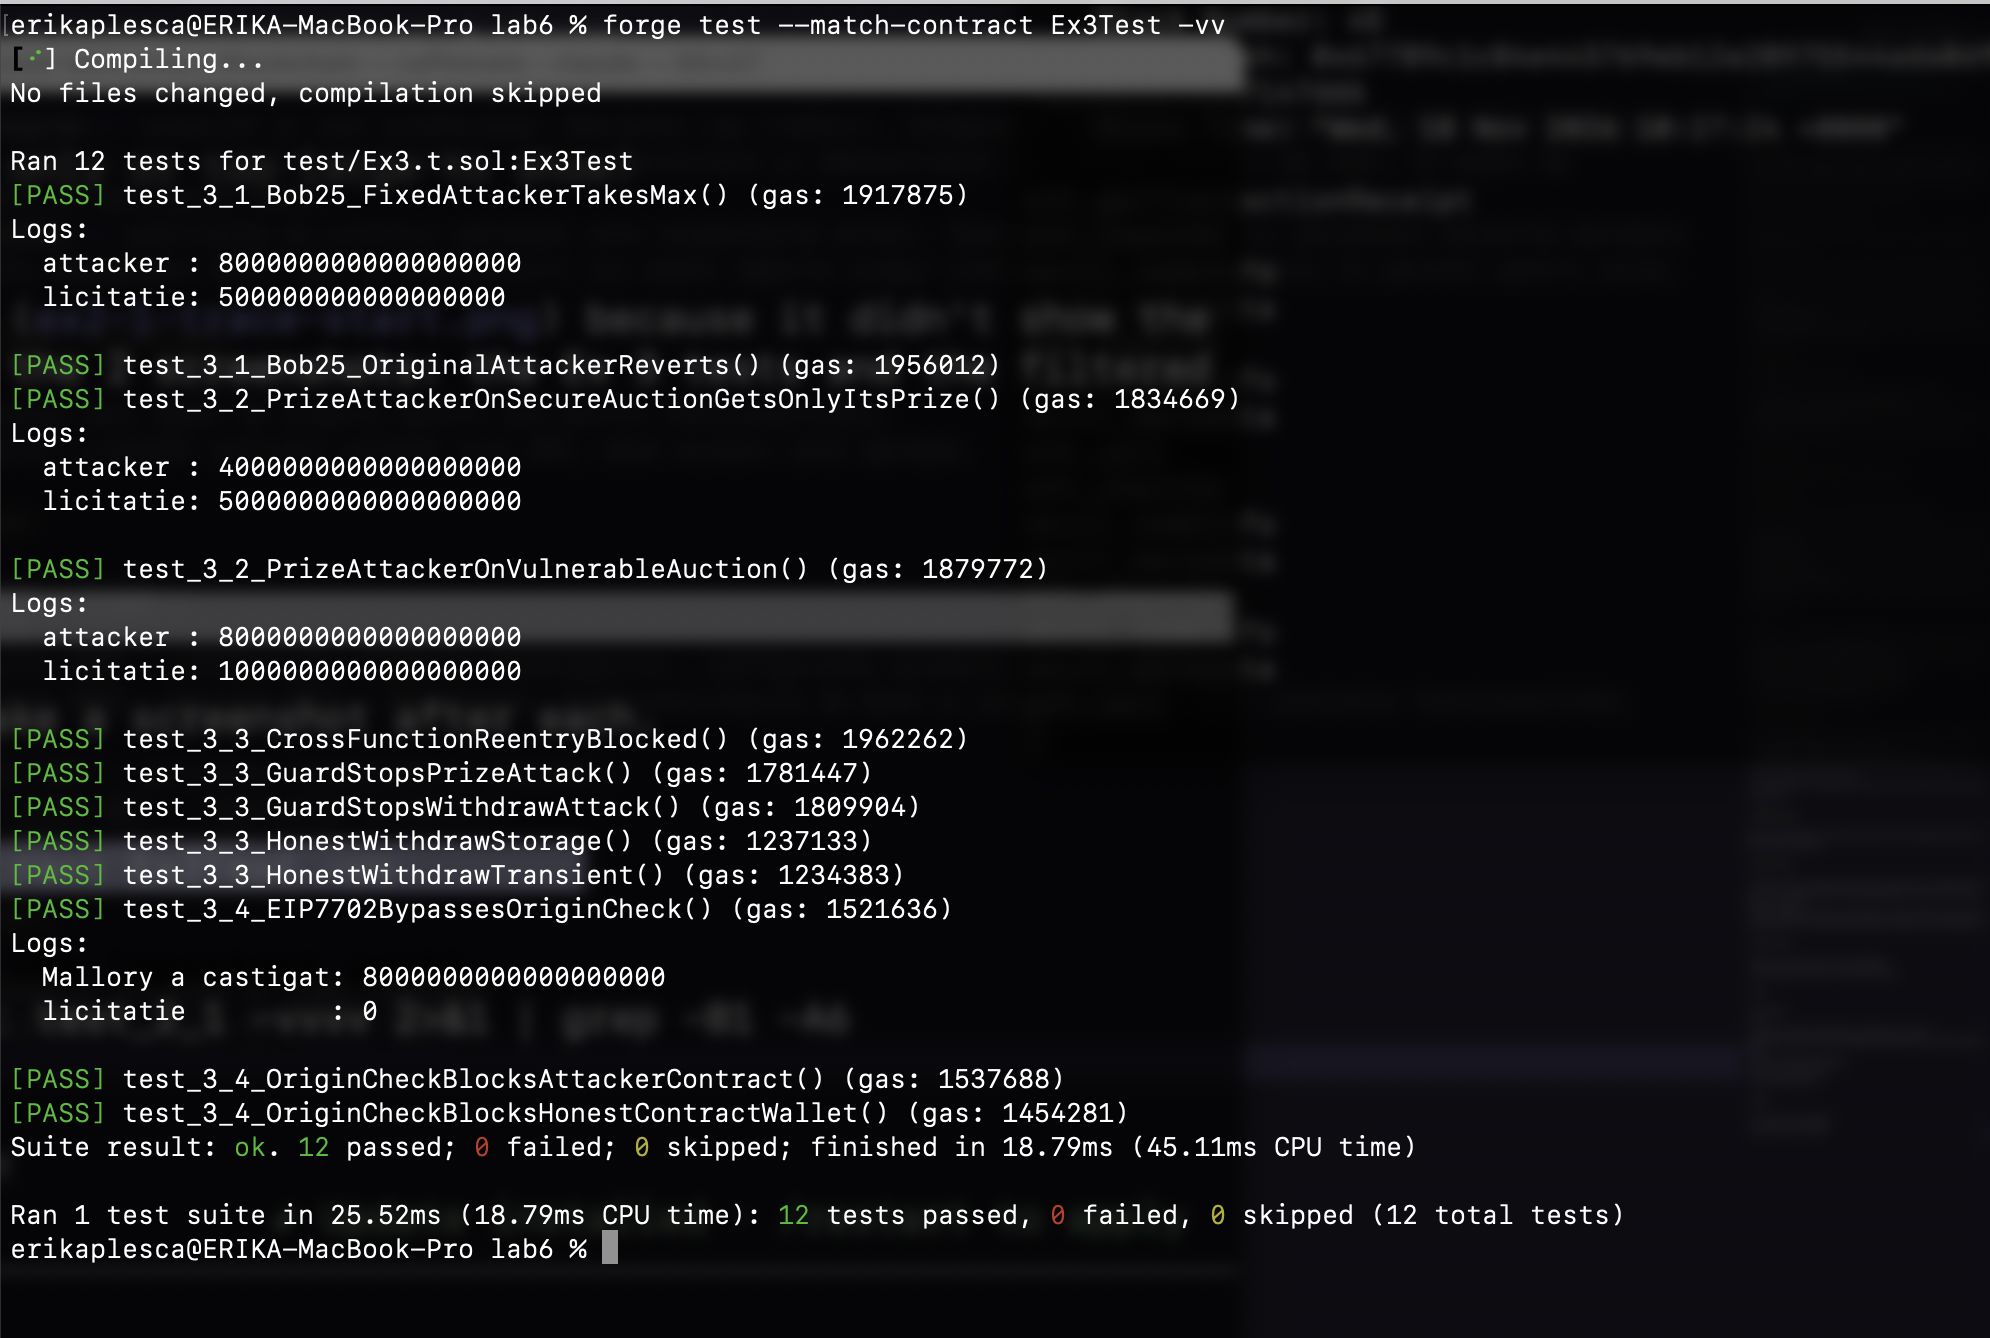 erikaplesca@ERIKA-MacBook-Pro lab6 % forge test --match-contract Ex3Test -vv
[⠊] Compiling...
No files changed, compilation skipped
Ran 12 tests for test/Ex3.t.sol:Ex3Test
[PASS] test_3_1_Bob25_FixedAttackerTakesMax() (gas: 1917875)
Logs:
  attacker : 8000000000000000000
  licitatie: 500000000000000000
[PASS] test_3_1_Bob25_OriginalAttackerReverts() (gas: 1956012)
[PASS] test_3_2_PrizeAttackerOnSecureAuctionGetsOnlyItsPrize() (gas: 1834669)
Logs:
  attacker : 4000000000000000000
  licitatie: 5000000000000000000
[PASS] test_3_2_PrizeAttackerOnVulnerableAuction() (gas: 1879772)
Logs:
  attacker : 8000000000000000000
  licitatie: 1000000000000000000
[PASS] test_3_3_CrossFunctionReentryBlocked() (gas: 1962262)
[PASS] test_3_3_GuardStopsPrizeAttack() (gas: 1781447)
[PASS] test_3_3_GuardStopsWithdrawAttack() (gas: 1809904)
[PASS] test_3_3_HonestWithdrawStorage() (gas: 1237133)
[PASS] test_3_3_HonestWithdrawTransient() (gas: 1234383)
[PASS] test_3_4_EIP7702BypassesOriginCheck() (gas: 1521636)
Logs:
  Mallory a castigat: 8000000000000000000
  licitatie         : 0
[PASS] test_3_4_OriginCheckBlocksAttackerContract() (gas: 1537688)
[PASS] test_3_4_OriginCheckBlocksHonestContractWallet() (gas: 1454281)
Suite result: ok. 12 passed; 0 failed; 0 skipped; finished in 18.79ms (45.11ms CPU time)
Ran 1 test suite in 25.52ms (18.79ms CPU time): 12 tests passed, 0 failed, 0 skipped (12 total tests)
erikaplesca@ERIKA-MacBook-Pro lab6 %
because it didn't show the
filtered